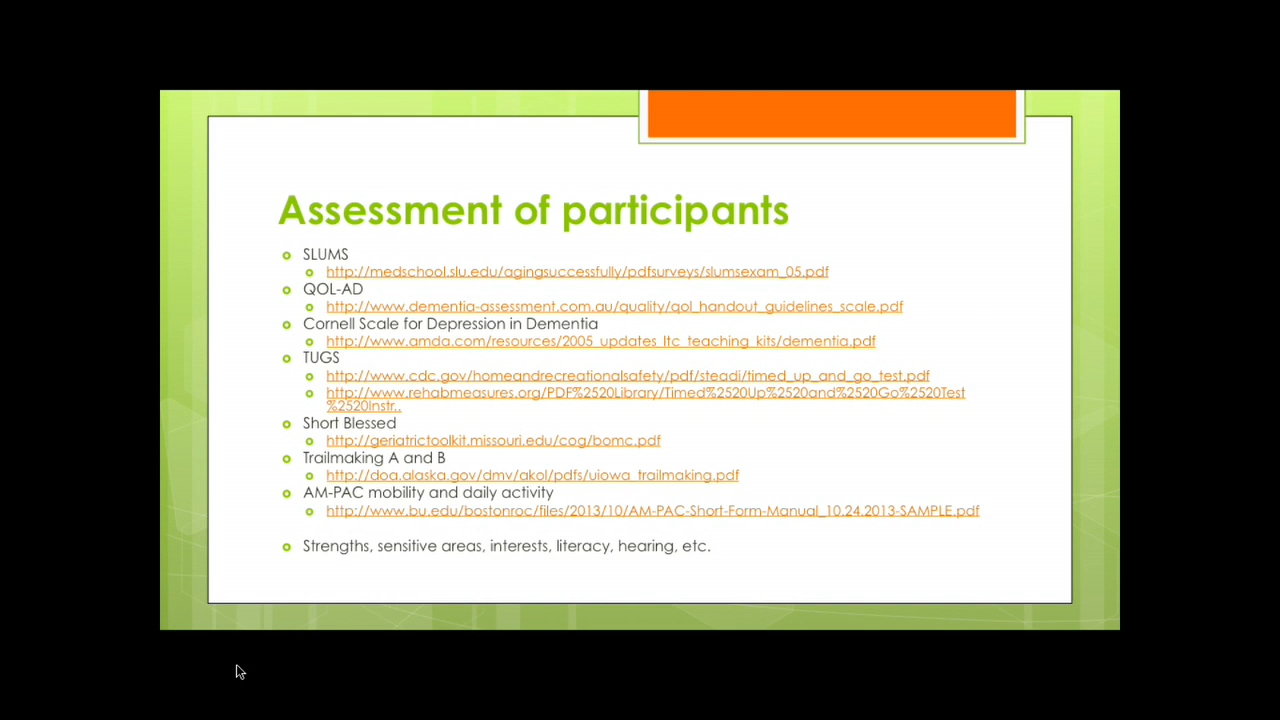 Assessment of participants
SLUMS
http://medschool.slu.edu/agingsuccessfully/pdfsurveys/slumsexam_05.pdf
QOL-AD
http://www.dementia-assessment.com.au/quality/qol_handout_guidelines_scale.pdf
Cornell Scale for Depression in Dementia
http://www.amda.com/resources/2005_updates_ltc_teaching_kits/dementia.pdf
TUGS
http://www.cdc.gov/homeandrecreationalsafety/pdf/steadi/timed_up_and_go_test.pdf
http://www.rehabmeasures.org/PDF%2520Library/Timed%2520Up%2520and%2520Go%2520Test
%2520Instr..
Short Blessed
http://geriatrictoolkit.missouri.edu/cog/bomc.pdf
Trailmaking A and B
http://doa.alaska.gov/dmv/akol/pdfs/uiowa_trailmaking.pdf
AM-PAC mobility and daily activity
http://www.bu.edu/bostonroc/files/2013/10/AM-PAC-Short-Form-Manual_10.24.2013-SAMPLE.pdf
Strengths, sensitive areas, interests, literacy, hearing, etc.